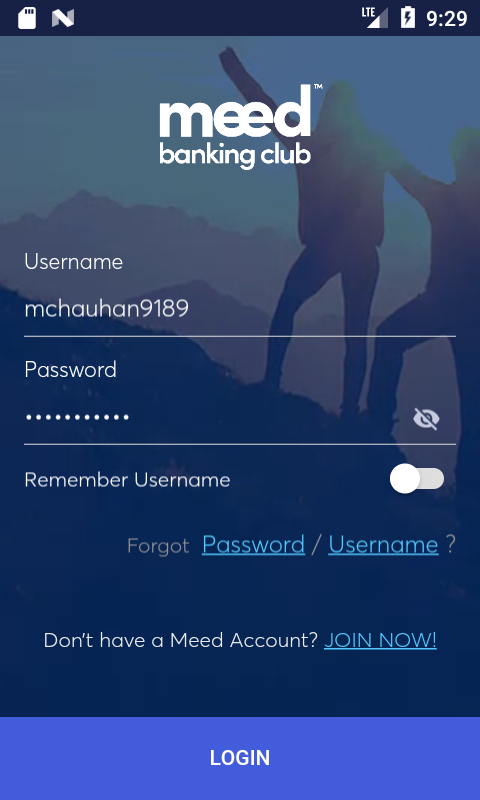 LTE 9:29
meed™
banking club
Username
mchauhan9189
Password
•••••••••••
Remember Username
Forgot Password / Username ?
Don't have a Meed Account? JOIN NOW!
LOGIN